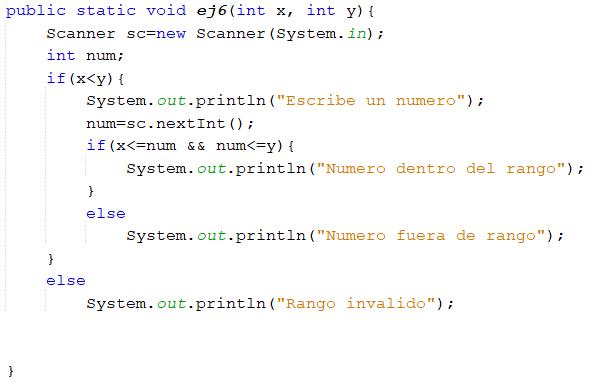 public static void ej6(int x, int y){
    Scanner sc=new Scanner(System.in);
    int num;
    if(x<y){
        System.out.println("Escribe un numero");
        num=sc.nextInt();
        if(x<=num && num<=y){
            System.out.println("Numero dentro del rango");
        }
        else
            System.out.println("Numero fuera de rango");
    }
    else
        System.out.println("Rango invalido");
}